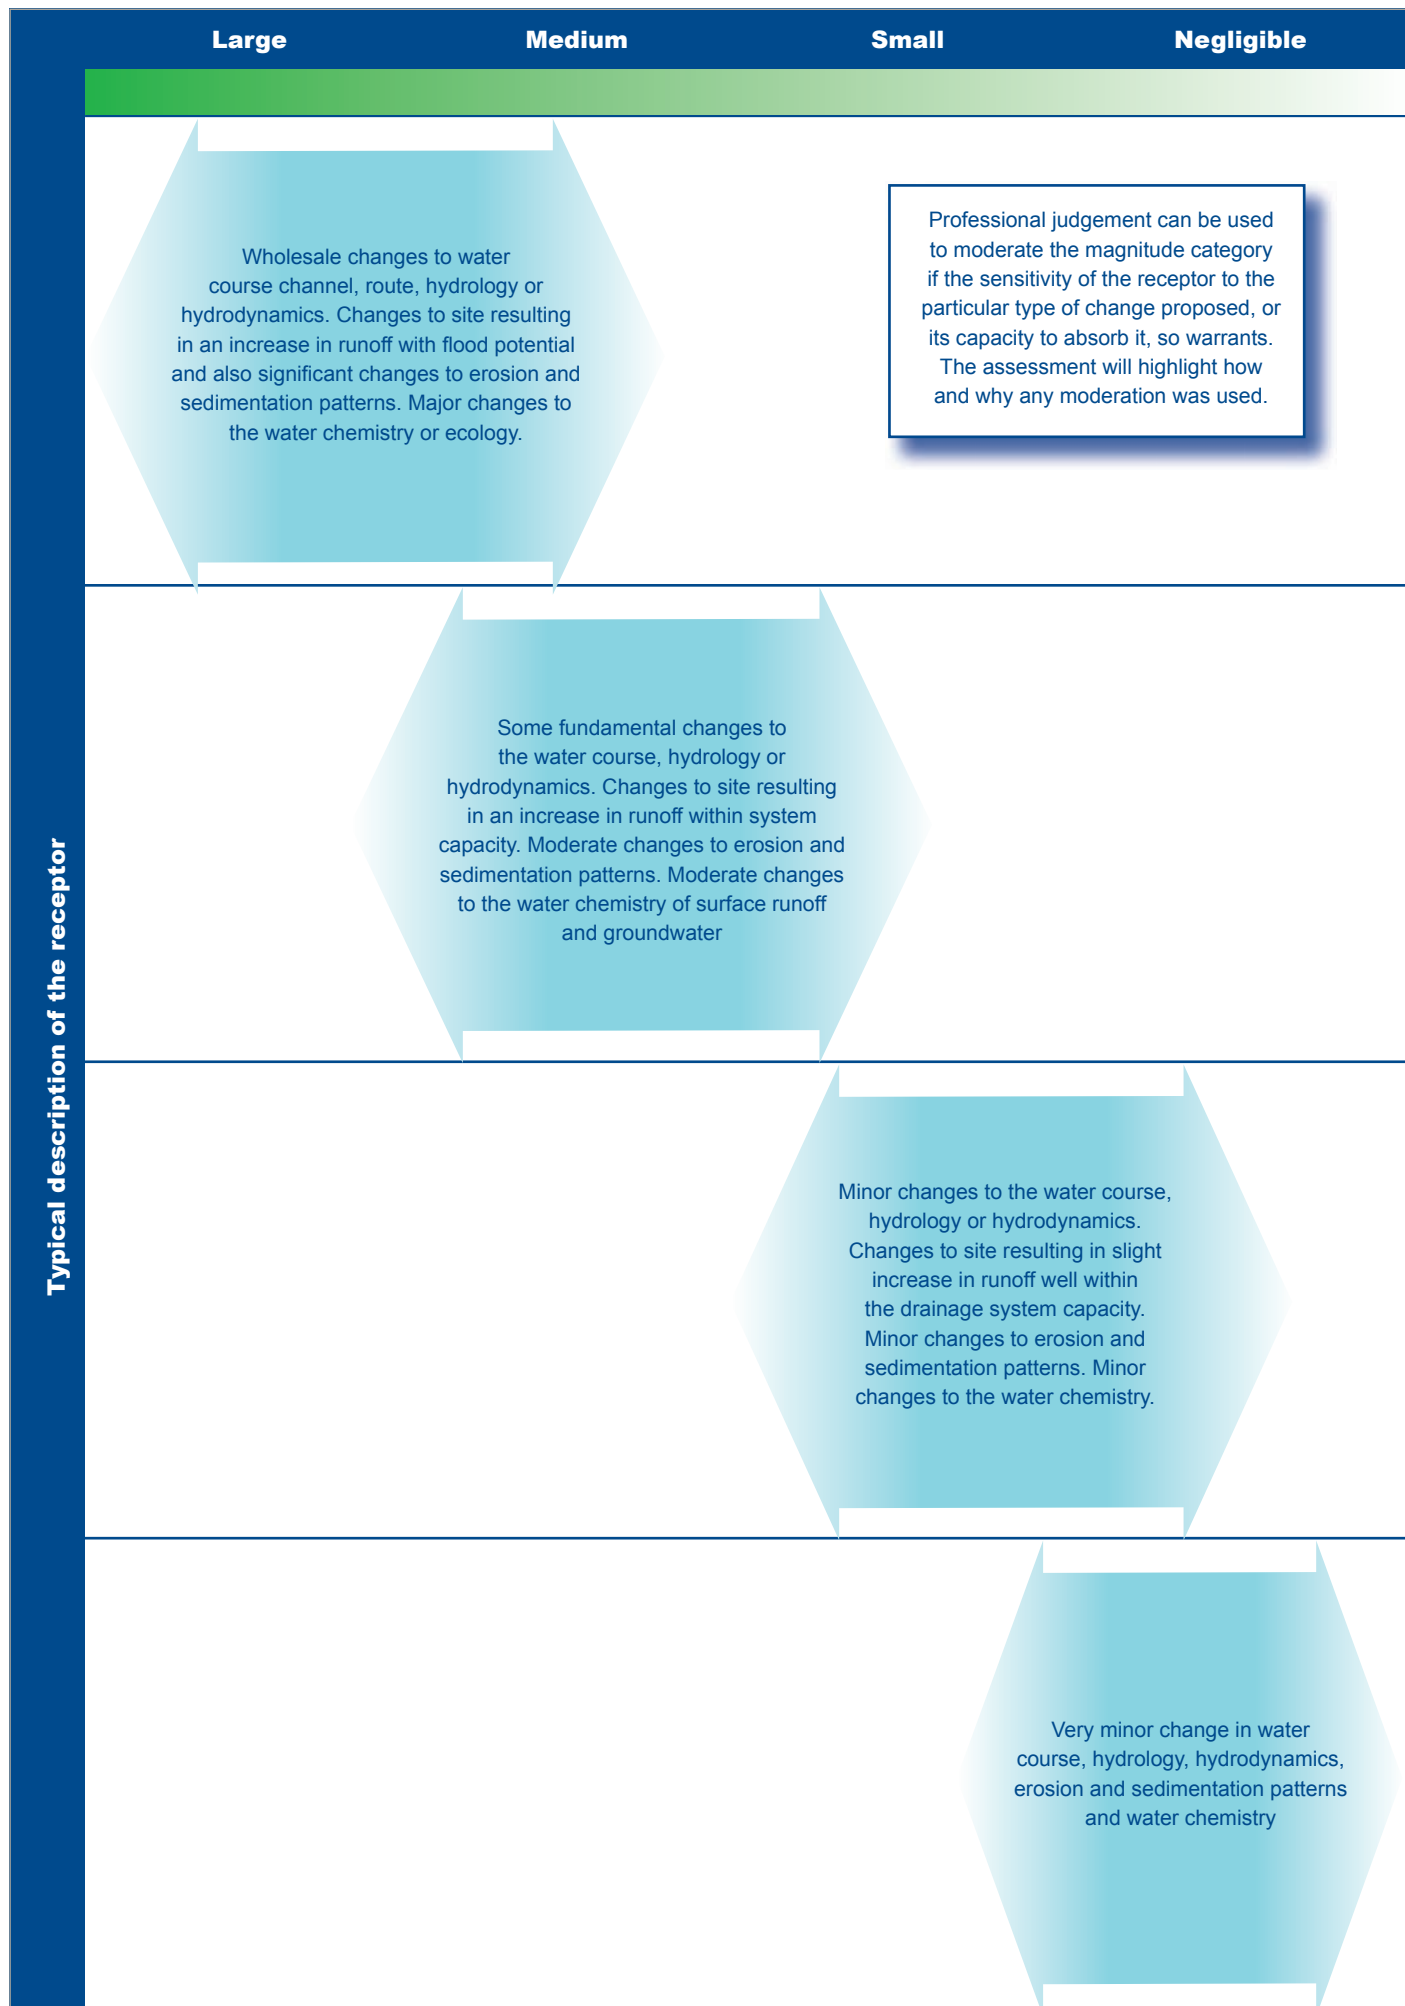 Large
Medium
Small
Negligible
Typical description of the receptor
Wholesale changes to water
course channel, route, hydrology or
hydrodynamics. Changes to site resulting
in an increase in runoff with flood potential
and also significant changes to erosion and
sedimentation patterns. Major changes to
the water chemistry or ecology.
Professional judgement can be used
to moderate the magnitude category
if the sensitivity of the receptor to the
particular type of change proposed, or
its capacity to absorb it, so warrants.
The assessment will highlight how
and why any moderation was used.
Some fundamental changes to
the water course, hydrology or
hydrodynamics. Changes to site resulting
in an increase in runoff within system
capacity. Moderate changes to erosion and
sedimentation patterns. Moderate changes
to the water chemistry of surface runoff
and groundwater
Minor changes to the water course,
hydrology or hydrodynamics.
Changes to site resulting in slight
increase in runoff well within
the drainage system capacity.
Minor changes to erosion and
sedimentation patterns. Minor
changes to the water chemistry.
Very minor change in water
course, hydrology, hydrodynamics,
erosion and sedimentation patterns
and water chemistry